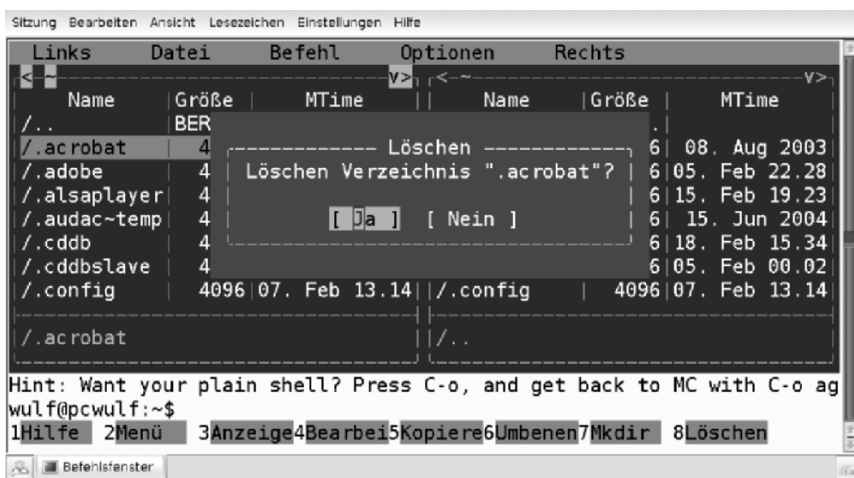 Sitzung Bearbeiten Ansicht Lesezeichen Einstellungen Hilfe
Links Datei Befehl Optionen Rechts
<-~ v> <-~ v>
Name |Größe | MTime || Name |Größe | MTime
/.. |BER .|
/.acrobat | 4 6| 08. Aug 2003
/.adobe | 4 6|05. Feb 22.28
/.alsaplayer| 4 6|15. Feb 19.23
/.audac~temp| 4 6| 15. Jun 2004
/.cddb | 4 6|18. Feb 15.34
/.cddbslave | 4 6|05. Feb 00.02
/.config | 4096|07. Feb 13.14||/.config | 4096|07. Feb 13.14
Löschen
Löschen Verzeichnis ".acrobat"?
[ Ja ] [ Nein ]
/.acrobat /..
Hint: Want your plain shell? Press C-o, and get back to MC with C-o ag
wulf@pcwulf:~$
1Hilfe 2Menü 3Anzeige4Bearbei5Kopiere6Umbenen7Mkdir 8Löschen
Befehlsfenster